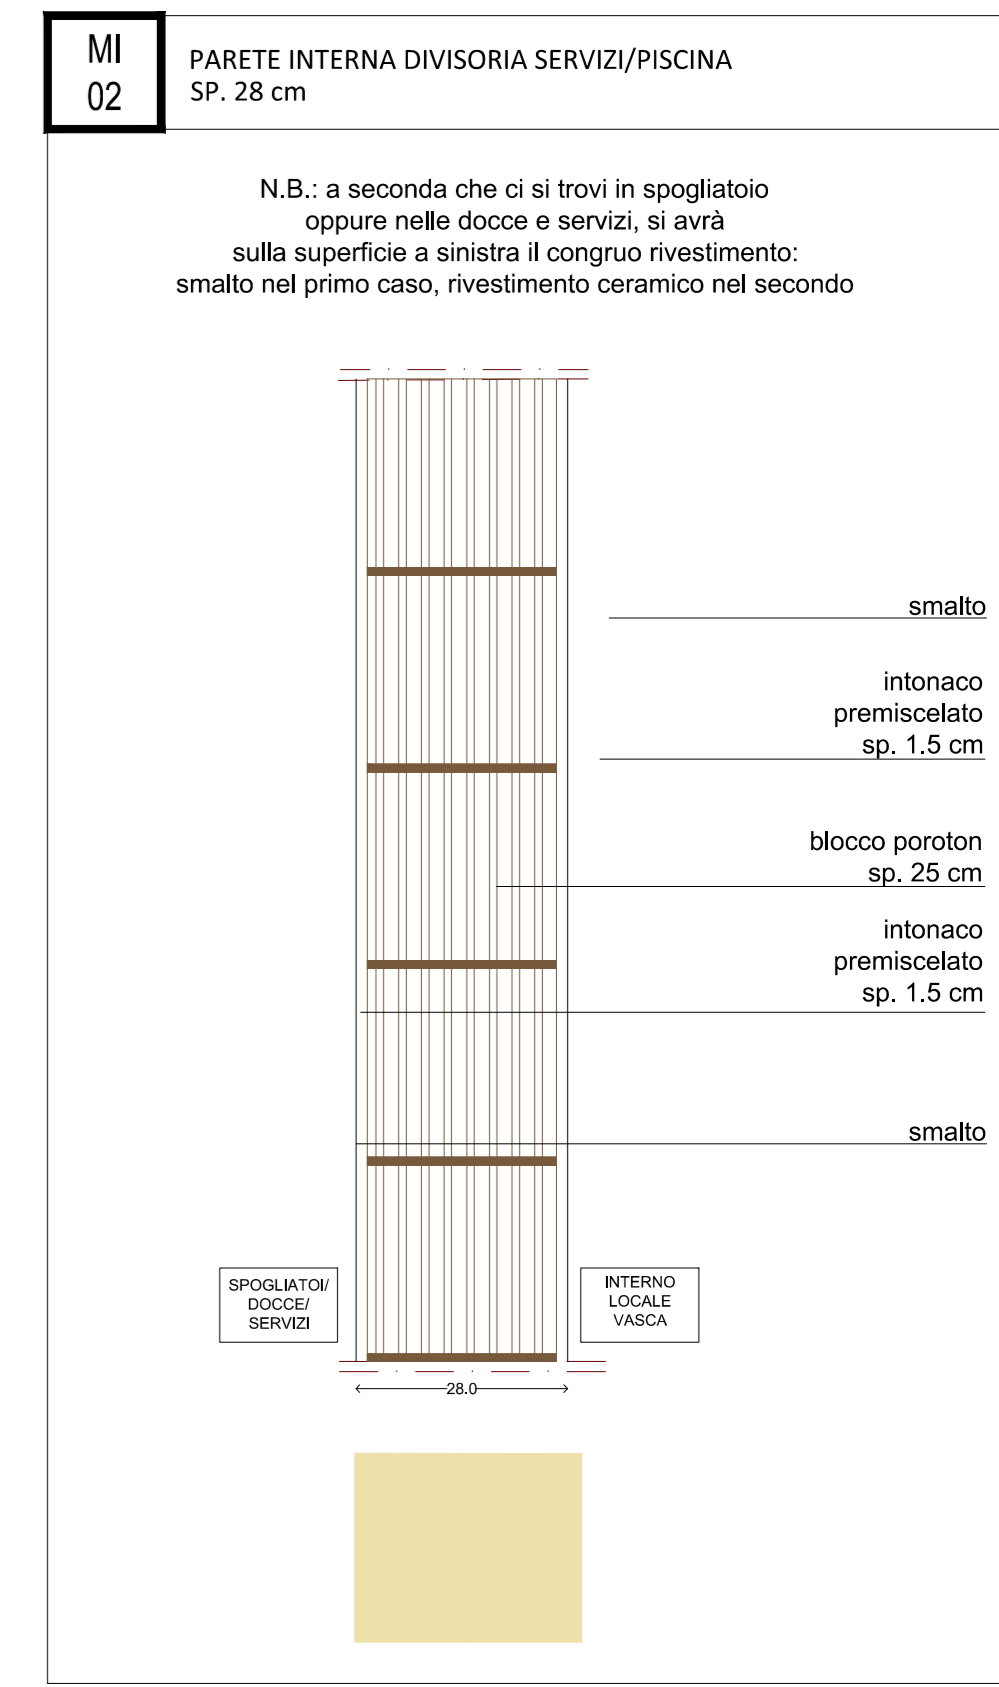 MI
02
PARETE INTERNA DIVISORIA SERVIZI/PISCINA
SP. 28 cm
N.B.: a seconda che ci si trovi in spogliatoio
oppure nelle docce e servizi, si avrà
sulla superficie a sinistra il congruo rivestimento:
smalto nel primo caso, rivestimento ceramico nel secondo
smalto
intonaco
premiscelato
sp. 1.5 cm
blocco poroton
sp. 25 cm
intonaco
premiscelato
sp. 1.5 cm
smalto
SPOGLIATOI/
DOCCE/
SERVIZI
INTERNO
LOCALE
VASCA
28.0